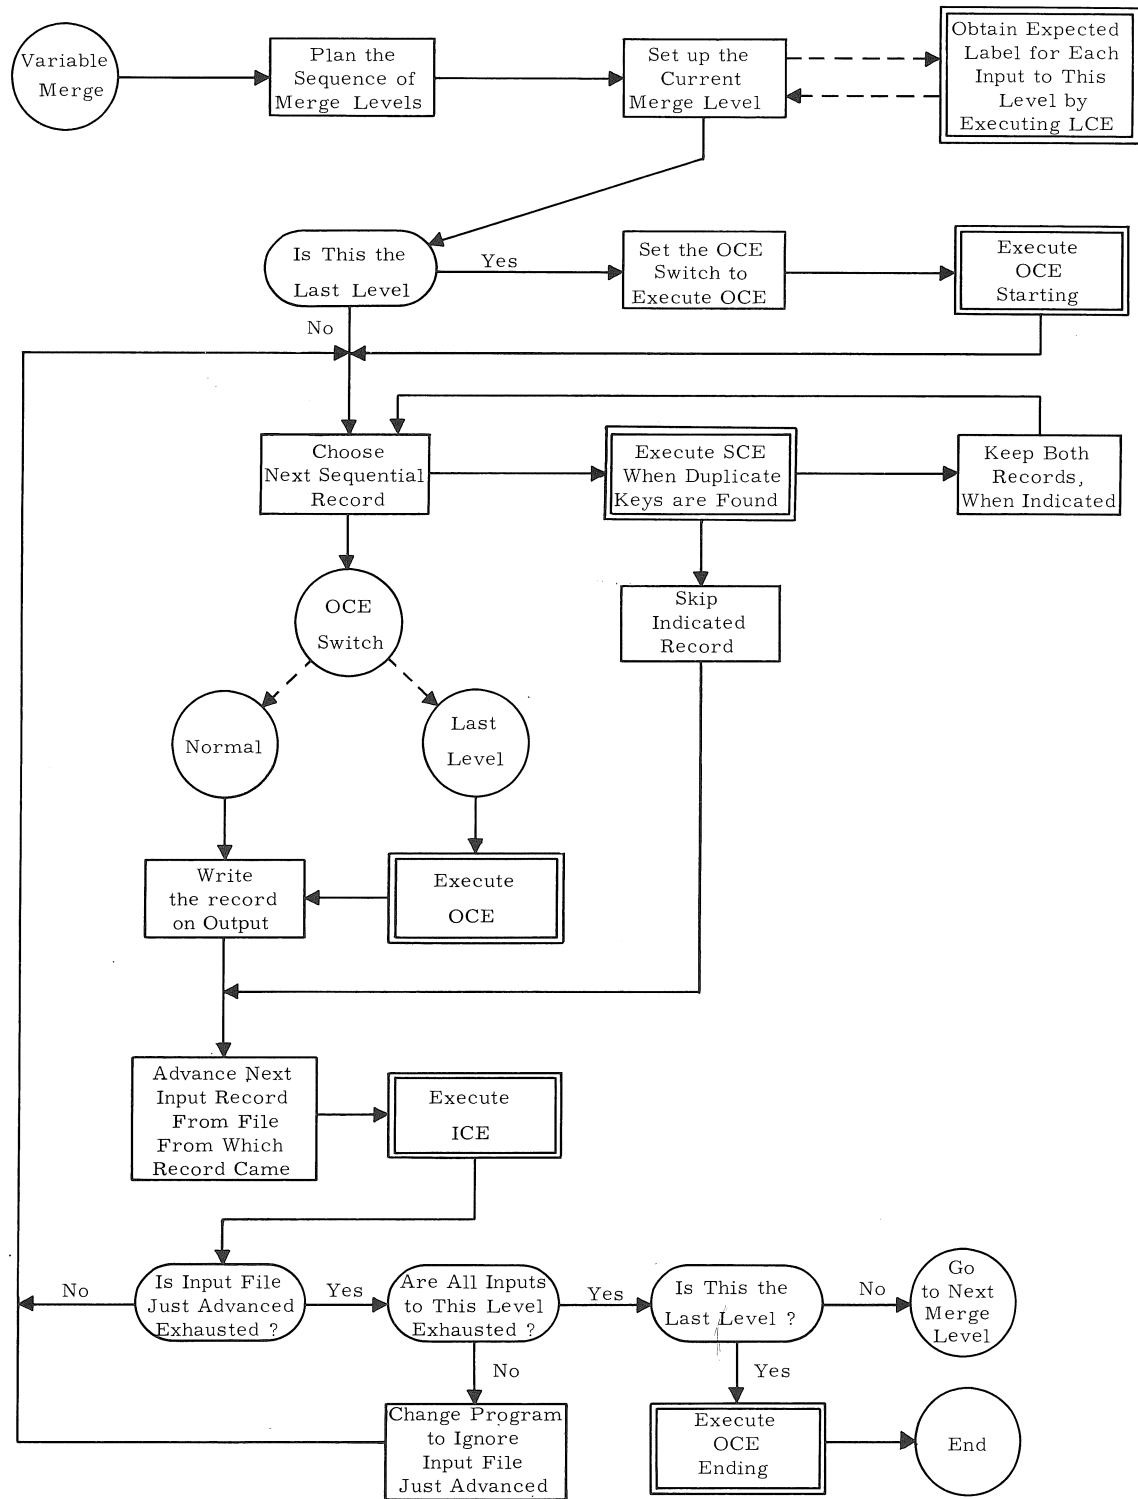 Variable
Merge
Plan the
Sequence of
Merge Levels
Set up the
Current
Merge Level
Obtain Expected
Label for Each
Input to This
Level by
Executing LCE
Is This the
Last Level
Yes
Set the OCE
Switch to
Execute OCE
Execute
OCE
Starting
No
Choose
Next Sequential
Record
Execute SCE
When Duplicate
Keys are Found
Keep Both
Records,
When Indicated
OCE
Switch
Skip
Indicated
Record
Normal
Last
Level
Write
the record
on Output
Execute
OCE
Advance Next
Input Record
From File
From Which
Record Came
Execute
ICE
No
Is Input File
Just Advanced
Exhausted ?
Yes
Are All Inputs
to This Level
Exhausted ?
Yes
Is This the
Last Level ?
No
Go
to Next
Merge
Level
No
Yes
Change Program
to Ignore
Input File
Just Advanced
Execute
OCE
Ending
End